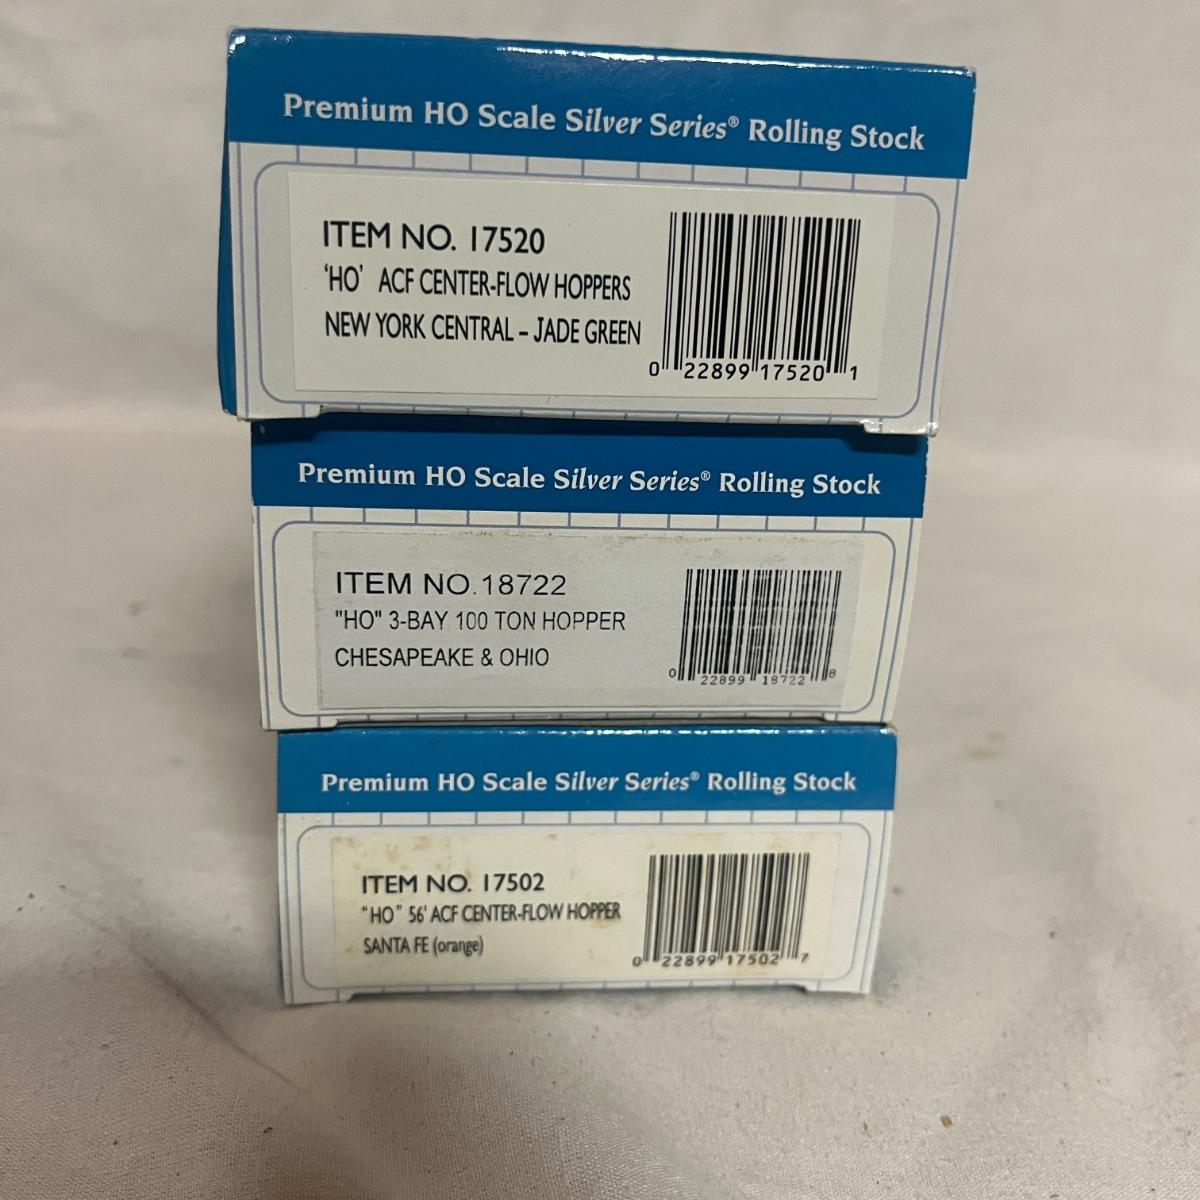 Premium HO Scale Silver Series® Rolling Stock
ITEM NO. 17520
'HO' ACF CENTER-FLOW HOPPERS
NEW YORK CENTRAL – JADE GREEN
0 22899 17520 1
Premium HO Scale Silver Series® Rolling Stock
ITEM NO. 18722
"HO" 3-BAY 100 TON HOPPER
CHESAPEAKE & OHIO
0 22899 18722 8
Premium HO Scale Silver Series® Rolling Stock
ITEM NO. 17502
"HO" 56' ACF CENTER-FLOW HOPPER
SANTA FE (orange)
0 22899 17502 7